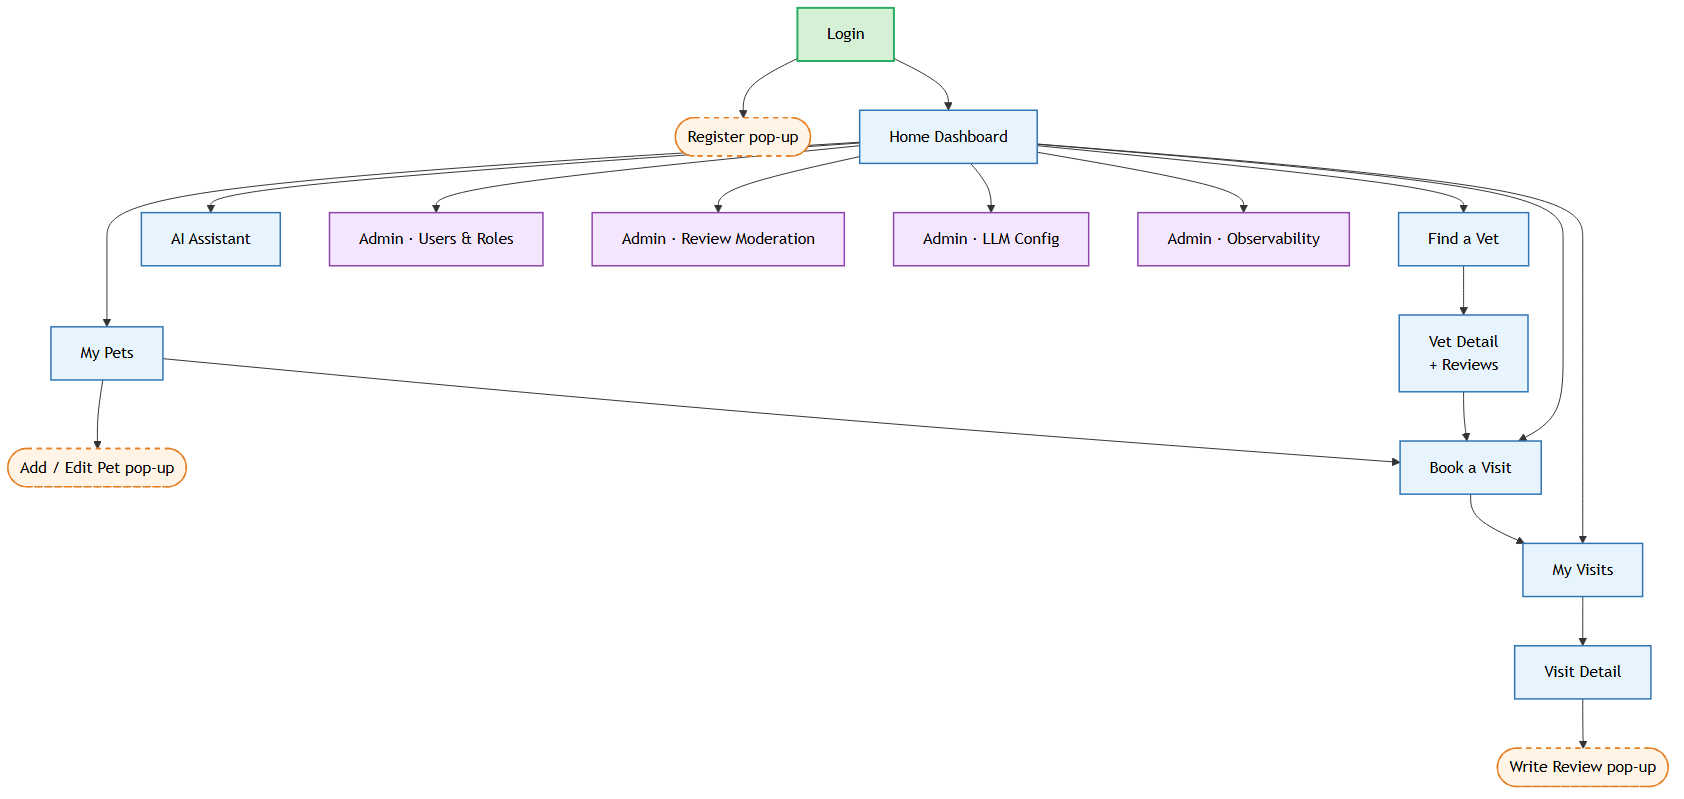 Login
Register pop-up
Home Dashboard
AI Assistant
Admin · Users & Roles
Admin · Review Moderation
Admin · LLM Config
Admin · Observability
Find a Vet
My Pets
Vet Detail
+ Reviews
Add / Edit Pet pop-up
Book a Visit
My Visits
Visit Detail
Write Review pop-up